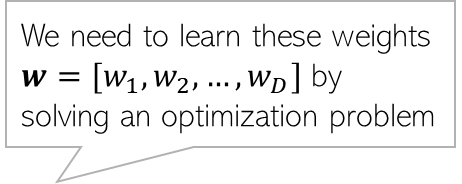 We need to learn these weights
𝒘 = [𝑤₁, 𝑤₂, … , 𝑤_D] by
solving an optimization problem